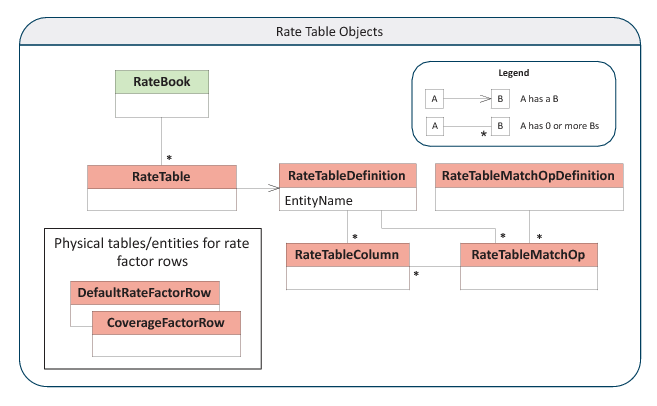 Rate Table Objects
RateBook
Legend
A
B
A has a B
A
*
B
A has 0 or more Bs
*
RateTable
RateTableDefinition
EntityName
RateTableMatchOpDefinition
*
*
*
RateTableColumn
RateTableMatchOp
*
Physical tables/entities for rate
factor rows
DefaultRateFactorRow
CoverageFactorRow